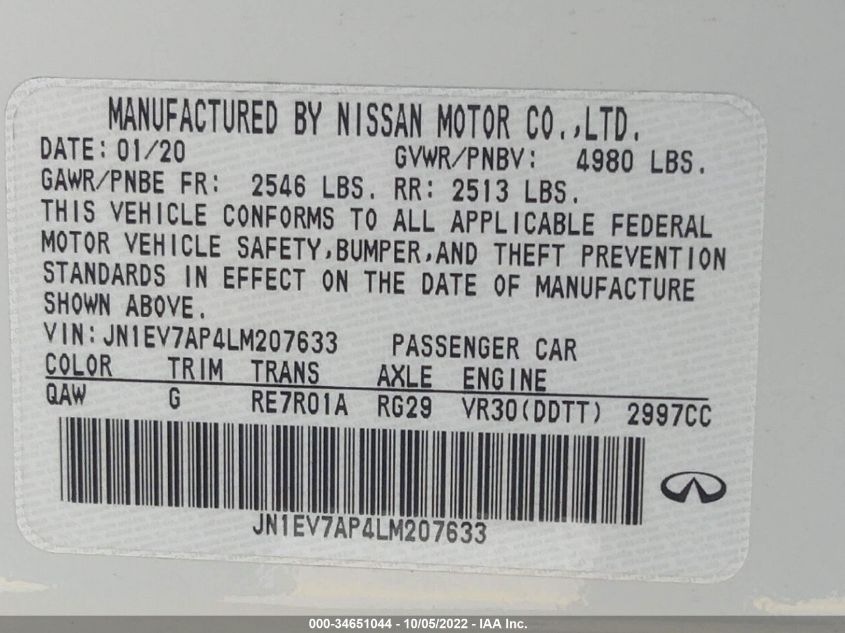 MANUFACTURED BY NISSAN MOTOR CO.,LTD.
DATE: 01/20 GVWR/PNBV: 4980 LBS.
GAWR/PNBE FR: 2546 LBS. RR: 2513 LBS.
THIS VEHICLE CONFORMS TO ALL APPLICABLE FEDERAL
MOTOR VEHICLE SAFETY,BUMPER,AND THEFT PREVENTION
STANDARDS IN EFFECT ON THE DATE OF MANUFACTURE
SHOWN ABOVE.
VIN:JN1EV7AP4LM207633 PASSENGER CAR
COLOR TRIM TRANS AXLE ENGINE
QAW G RE7R01A RG29 VR30(DDTT) 2997CC
JN1EV7AP4LM207633
000-34651044 - 10/05/2022 - IAA Inc.